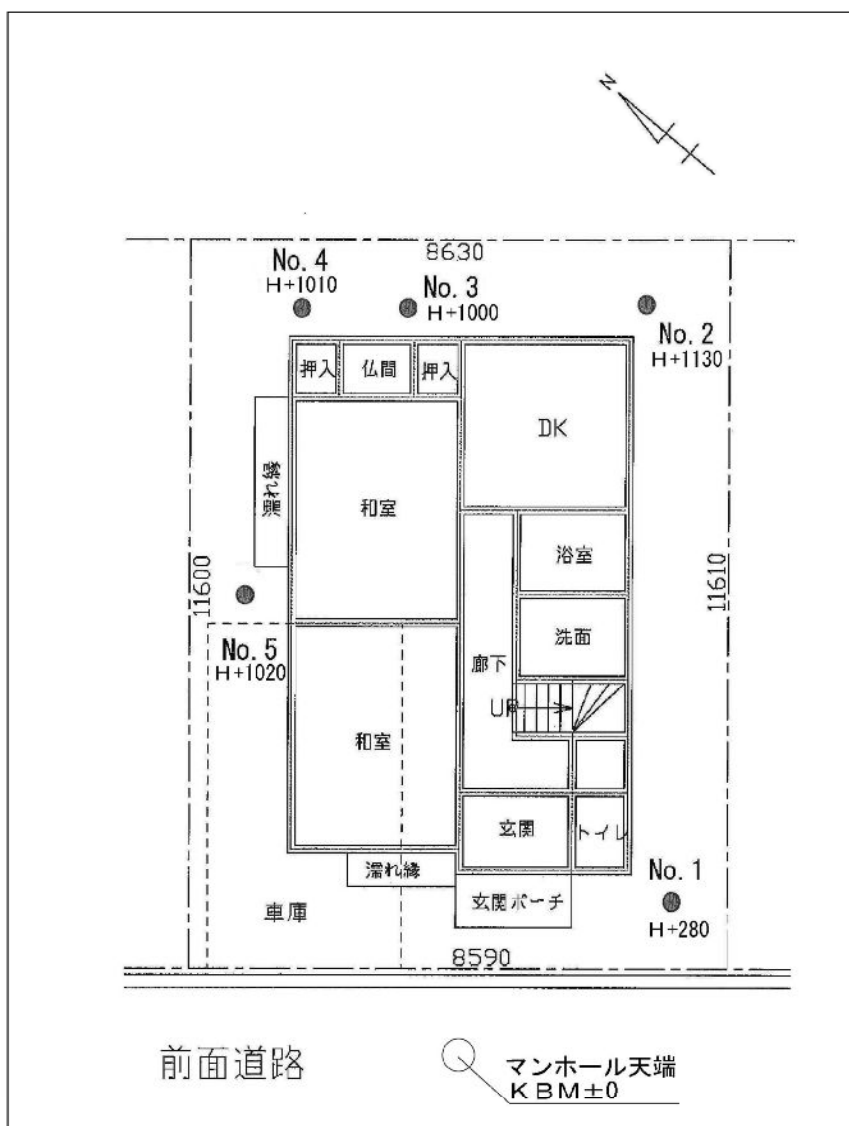 N
8630
No. 4
H+1010
No. 3
H+1000
No. 2
H+1130
押入
仏間
押入
DK
濡れ縁
和室
浴室
11600
11610
洗面
No. 5
H+1020
廊下
UP
和室
玄関
トイレ
濡れ縁
No. 1
車庫
玄関ポーチ
H+280
8590
前面道路
マンホール天端
KBM±0